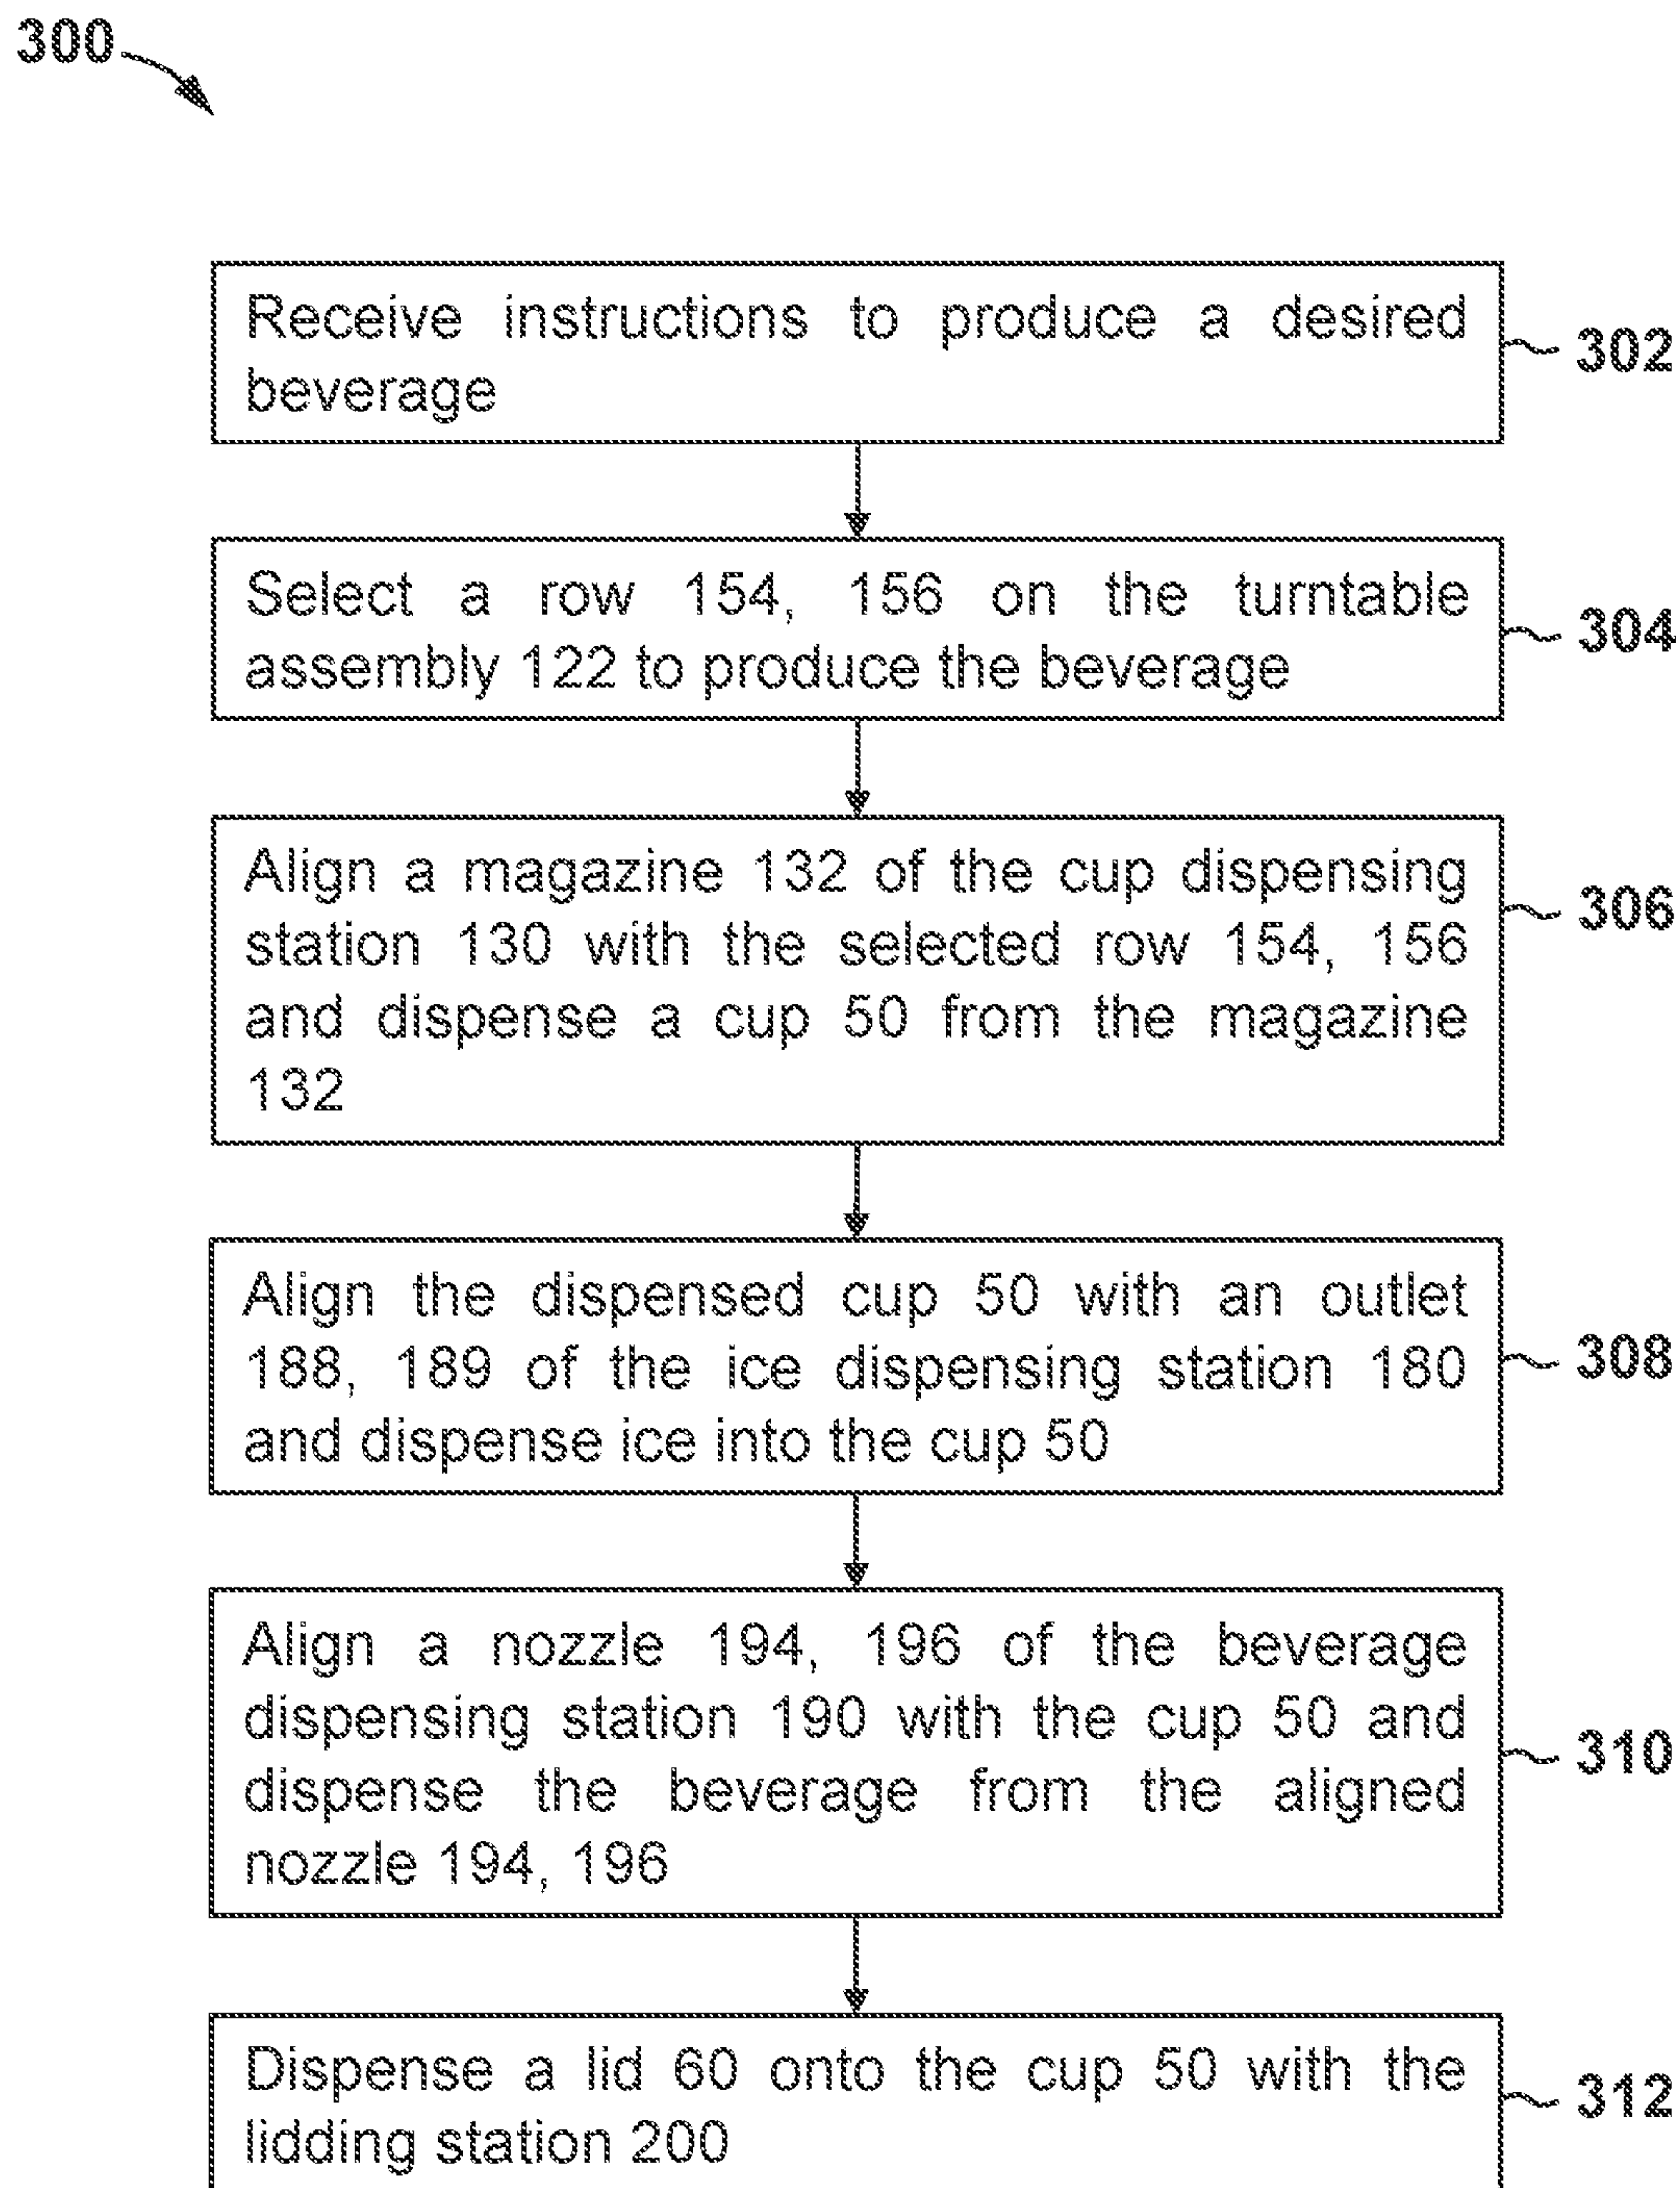 300
Receive instructions to produce a desired
beverage
302
Select a row 154, 156 on the turntable
assembly 122 to produce the beverage
304
Align a magazine 132 of the cup dispensing
station 130 with the selected row 154, 156
and dispense a cup 50 from the magazine
132
306
Align the dispensed cup 50 with an outlet
188, 189 of the ice dispensing station 180
and dispense ice into the cup 50
308
Align a nozzle 194, 196 of the beverage
dispensing station 190 with the cup 50 and
dispense the beverage from the aligned
nozzle 194, 196
310
Dispense a lid 60 onto the cup 50 with the
lidding station 200
312